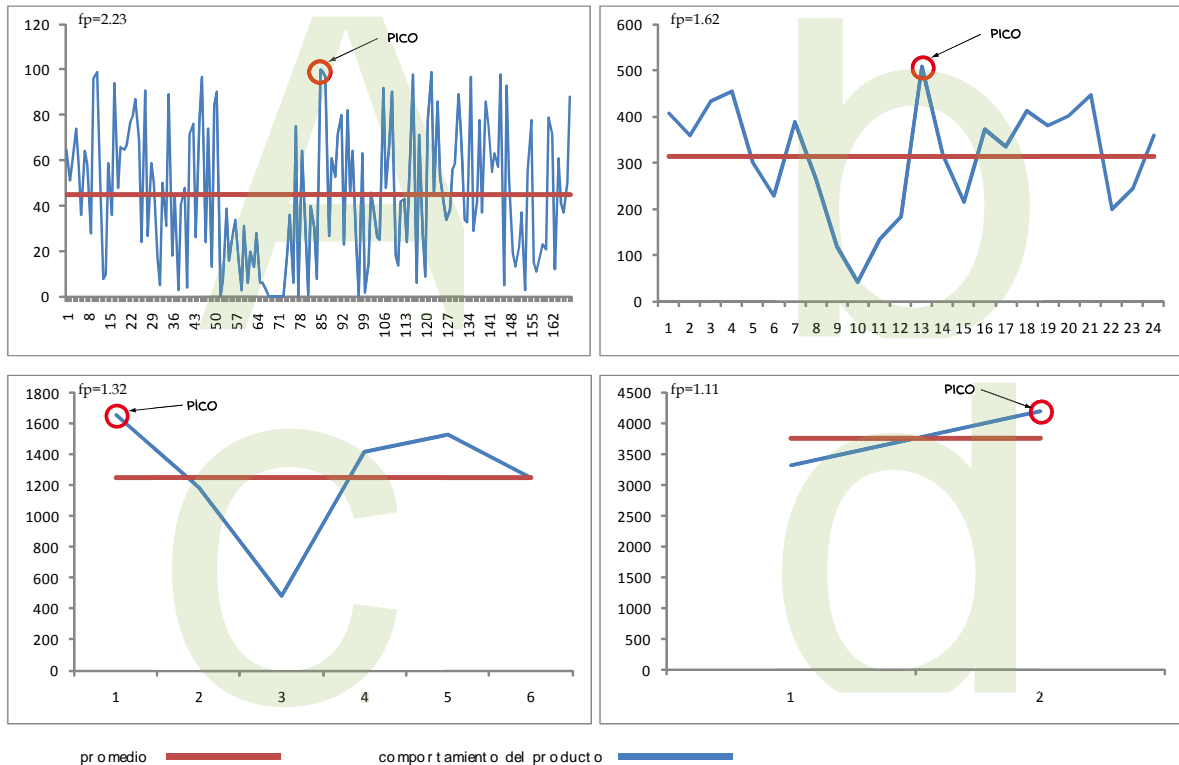 fp=2.23
PICO
120
100
80
60
40
20
0
1 8 15 22 29 36 43 50 57 64 71 78 85 92 99 106 113 120 127 134 141 148 155 162
A
fp=1.62
PICO
600
500
400
300
200
100
0
1 2 3 4 5 6 7 8 9 10 11 12 13 14 15 16 17 18 19 20 21 22 23 24
b
fp=1.32
PICO
1800
1600
1400
1200
1000
800
600
400
200
0
1 2 3 4 5 6
c
fp=1.11
PICO
4500
4000
3500
3000
2500
2000
1500
1000
500
0
1 2
d
promedio
comportamiento del producto